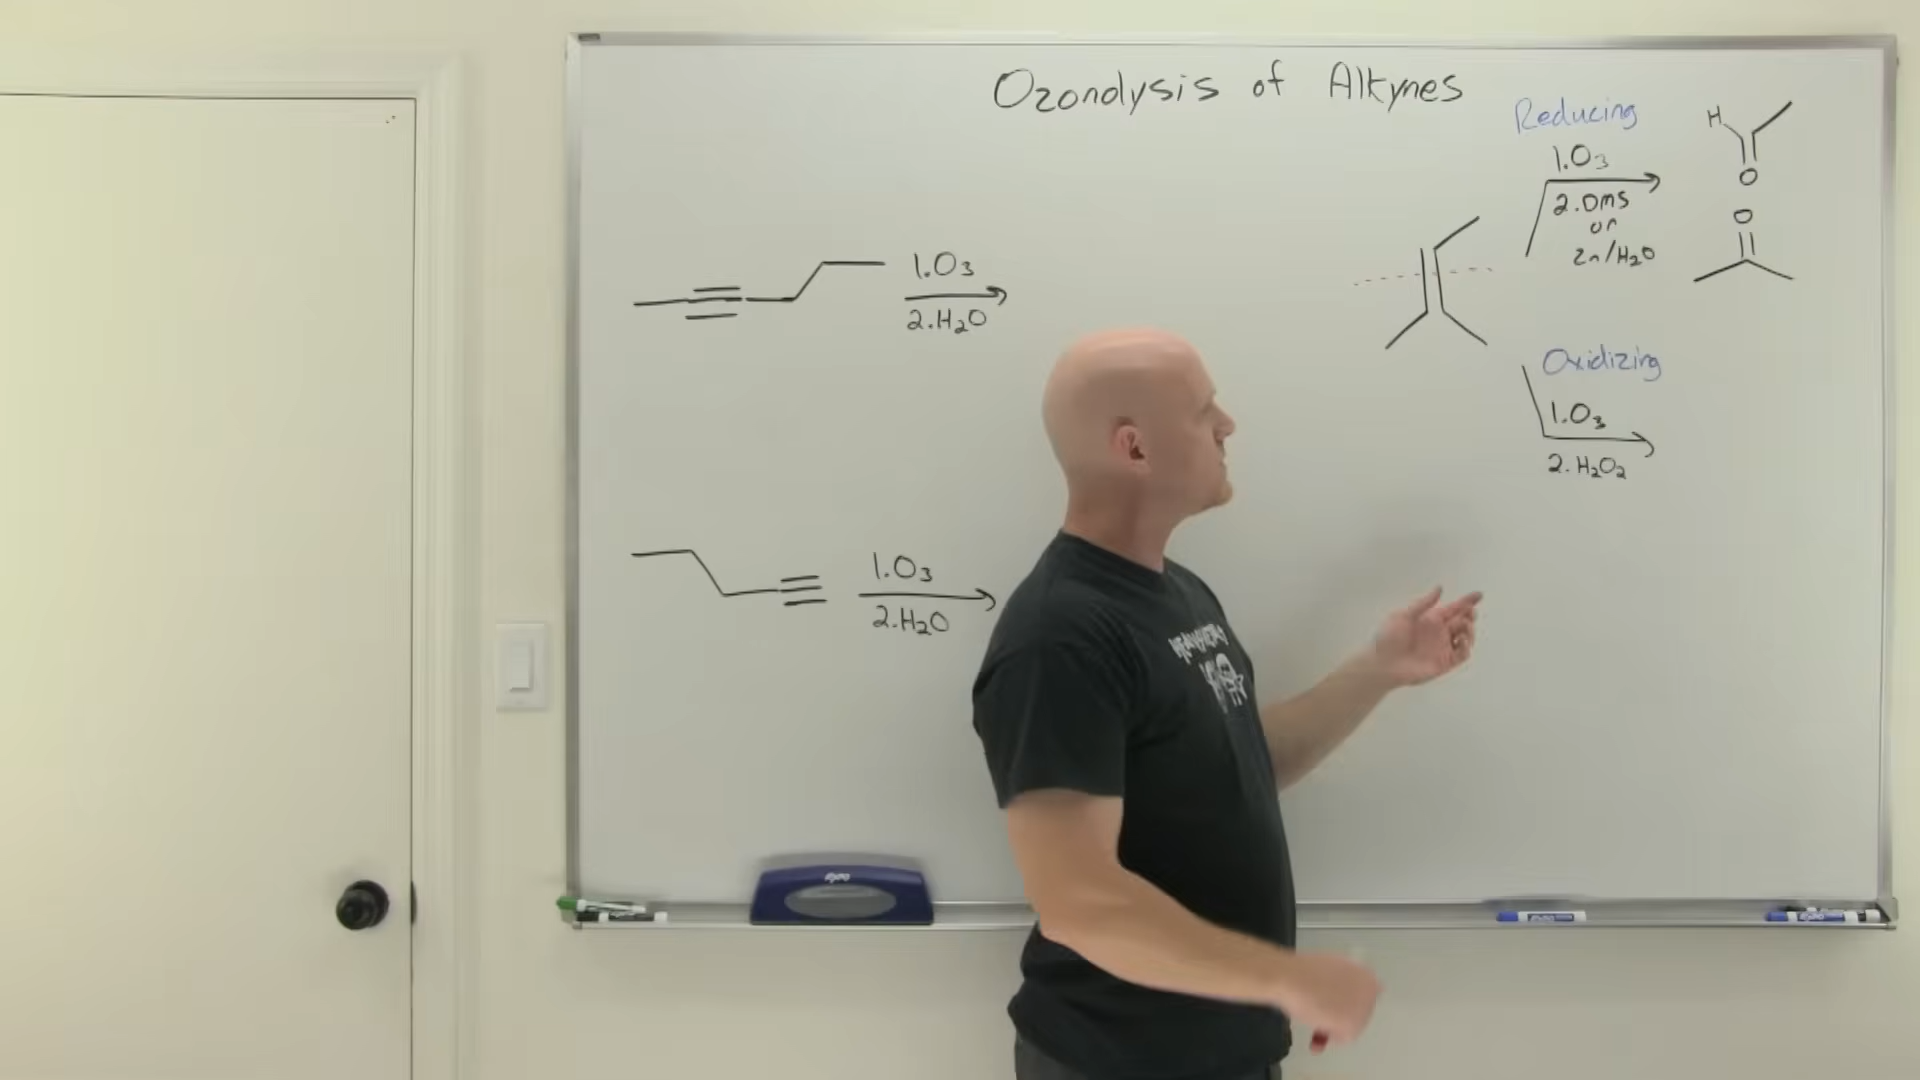 Ozonolysis of Alkynes
Reducing
1.O3
2.DMS
or
Zn/H2O
H
O
O
1.O3
2.H2O
Oxidizing
1.O3
2.H2O2
1.O3
2.H2O
expo